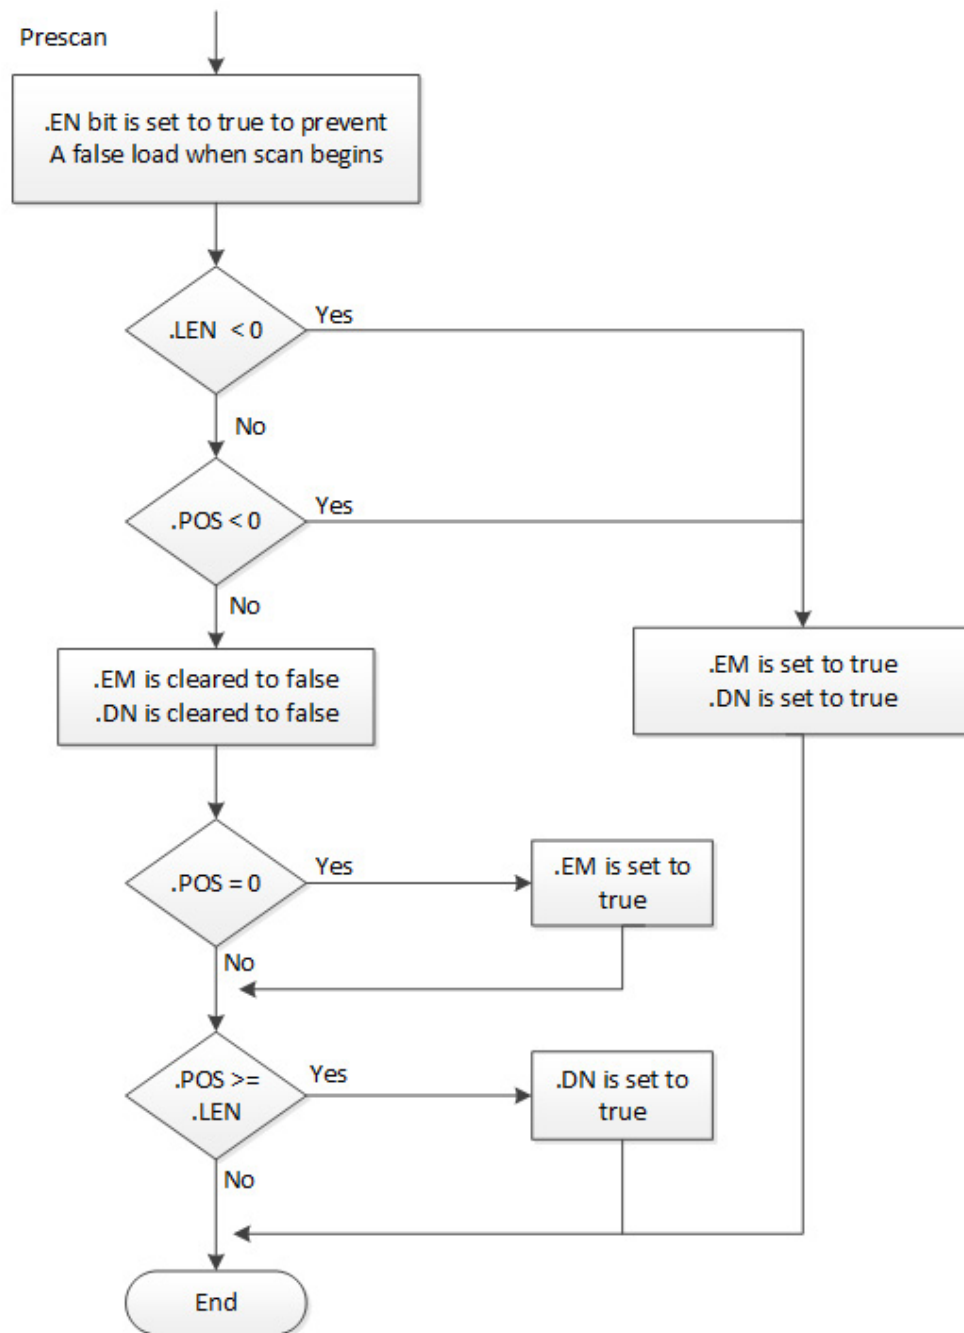 Prescan
.EN bit is set to true to prevent
A false load when scan begins
.LEN < 0
Yes
No
.POS < 0
Yes
No
.EM is cleared to false
.DN is cleared to false
.EM is set to true
.DN is set to true
.POS = 0
Yes
.EM is set to
true
No
.POS >=
.LEN
Yes
.DN is set to
true
No
End